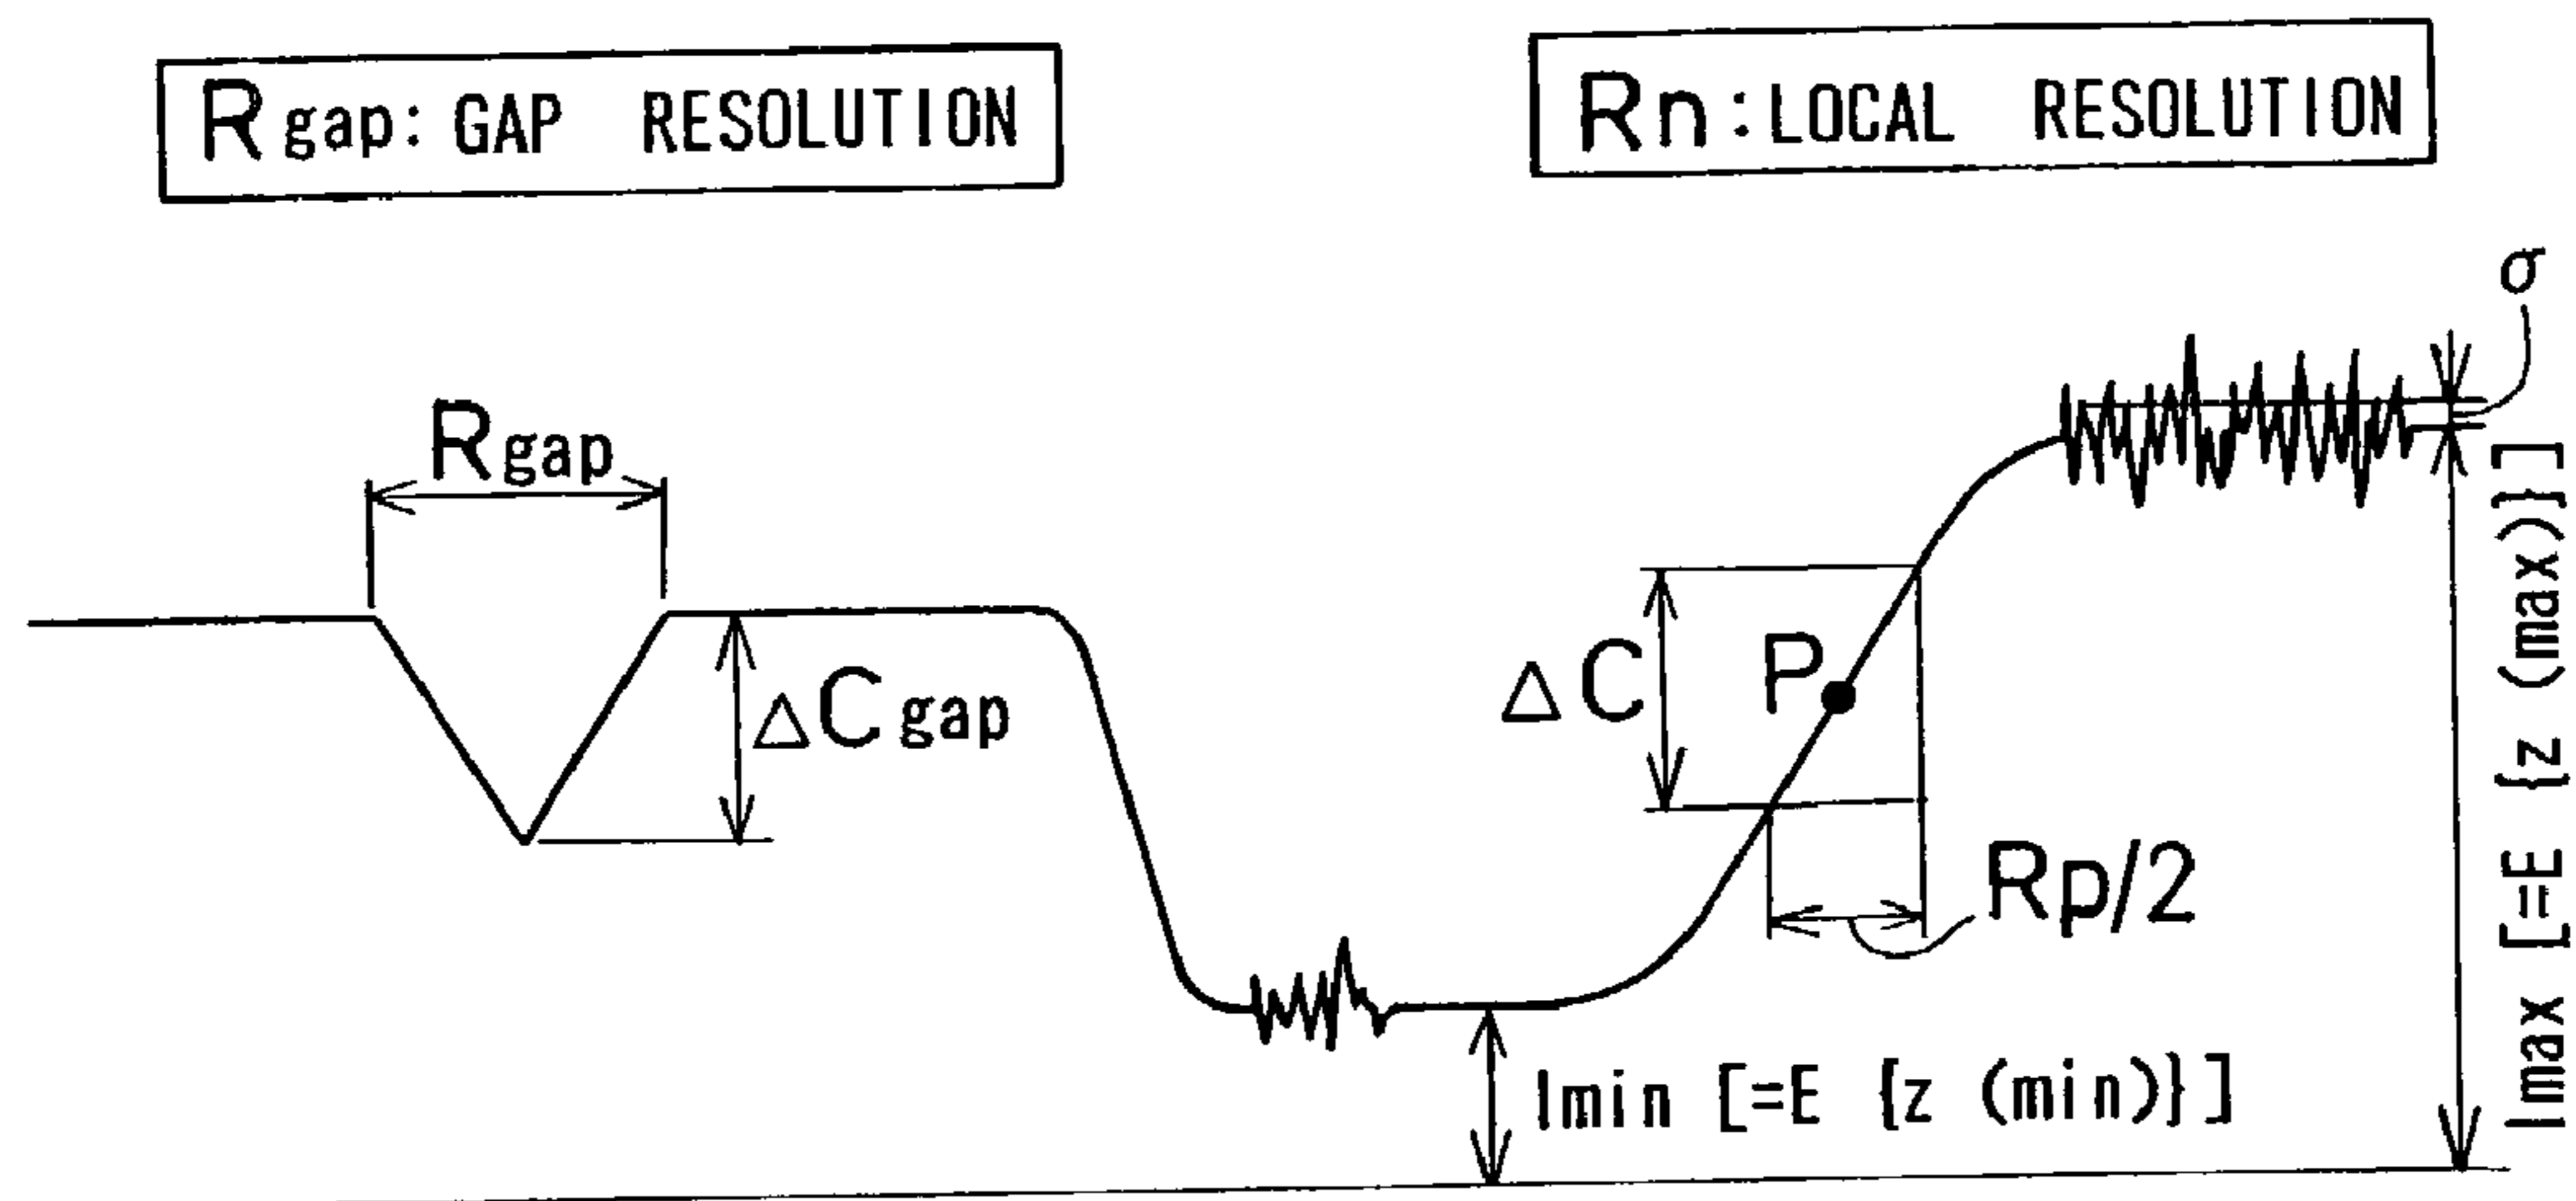 Rgap: GAP RESOLUTION
Rn: LOCAL RESOLUTION
σ
Rgap
ΔCgap
ΔC
P
Rp/2
Imin [=E {z (min)}]
Imax [=E {z (max)}]